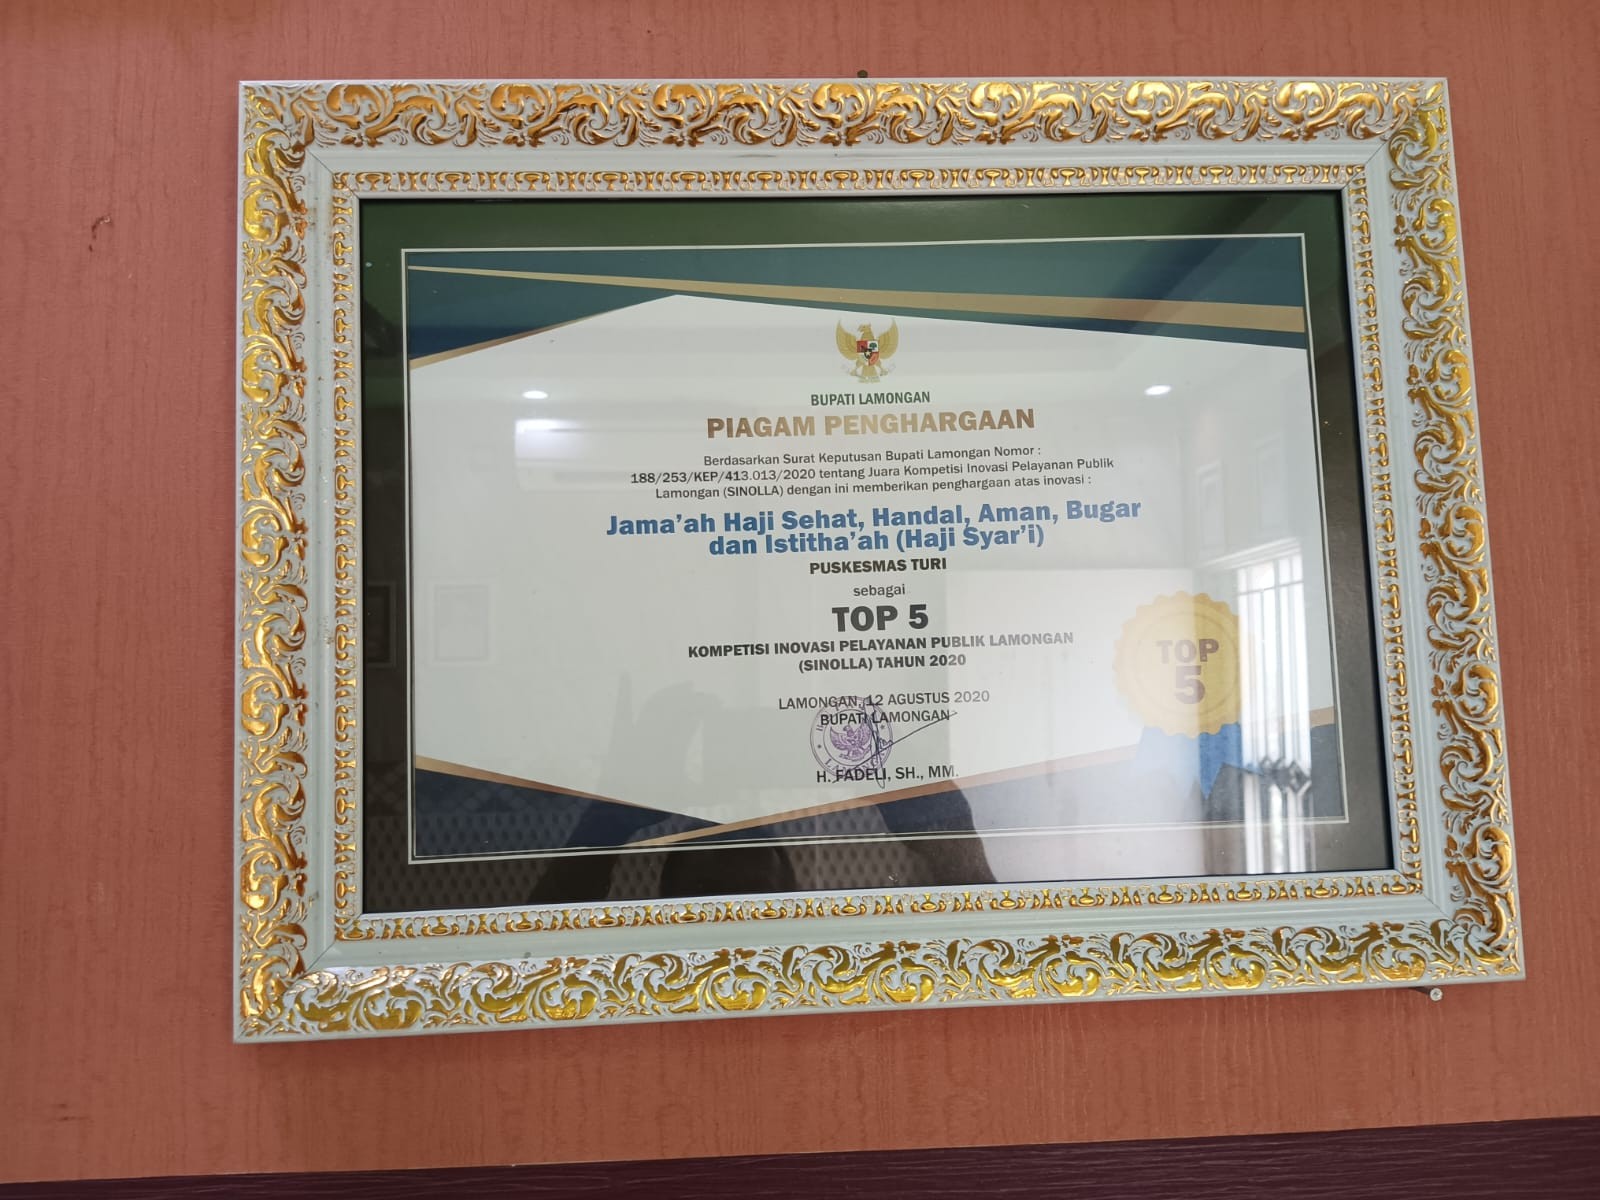 BUPATI LAMONGAN
PIAGAM PENGHARGAAN
Berdasarkan Surat Keputusan Bupati Lamongan Nomor :
188/253/KEP/413.013/2020 tentang Juara Kompetisi Inovasi Pelayanan Publik
Lamongan (SINOLLA) dengan ini memberikan penghargaan atas inovasi :
Jama'ah Haji Sehat, Handal, Aman, Bugar
dan Istitha'ah (Haji Syar'i)
PUSKESMAS TURI
sebagai
TOP 5
KOMPETISI INOVASI PELAYANAN PUBLIK LAMONGAN
(SINOLLA) TAHUN 2020
TOP
5
LAMONGAN, 12 AGUSTUS 2020
BUPATI LAMONGAN
H. FADELI, SH., MM.